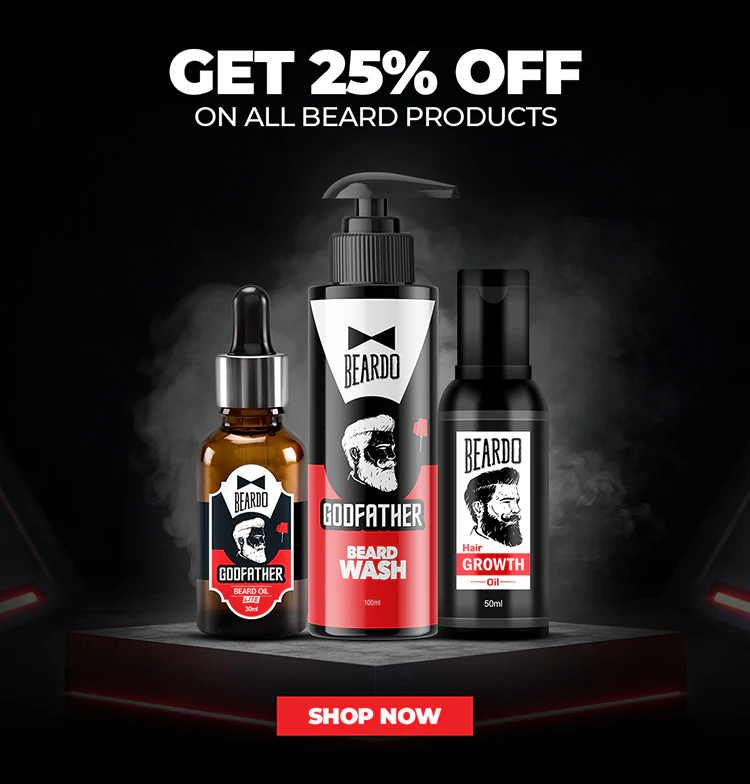 GET 25% OFF
ON ALL BEARD PRODUCTS
BEARDO
GODFATHER
BEARD OIL
LITE
30ml
BEARDO
GODFATHER
BEARD
WASH
100ml
BEARDO
Hair
GROWTH
Oil
50ml
SHOP NOW